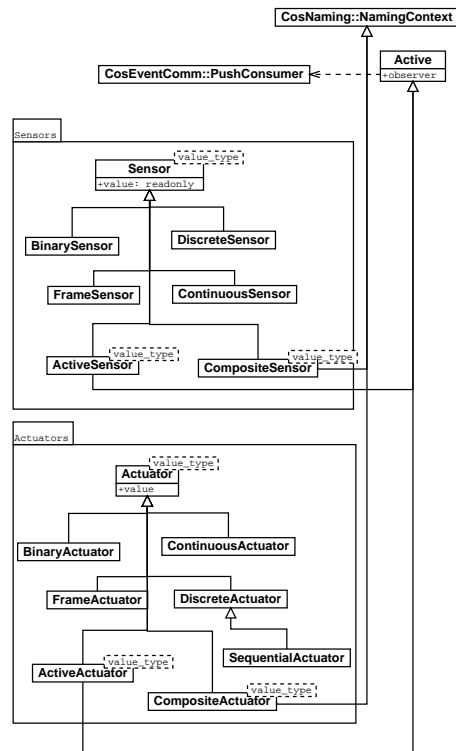 CosNaming::NamingContext
Active
+observer
CosEventComm::PushConsumer
Sensors
value_type
Sensor
+value: readonly
BinarySensor
DiscreteSensor
FrameSensor
ContinuousSensor
value_type
ActiveSensor
value_type
CompositeSensor
Actuators
value_type
Actuator
+value
BinaryActuator
ContinuousActuator
FrameActuator
DiscreteActuator
SequentialActuator
value_type
ActiveActuator
value_type
CompositeActuator